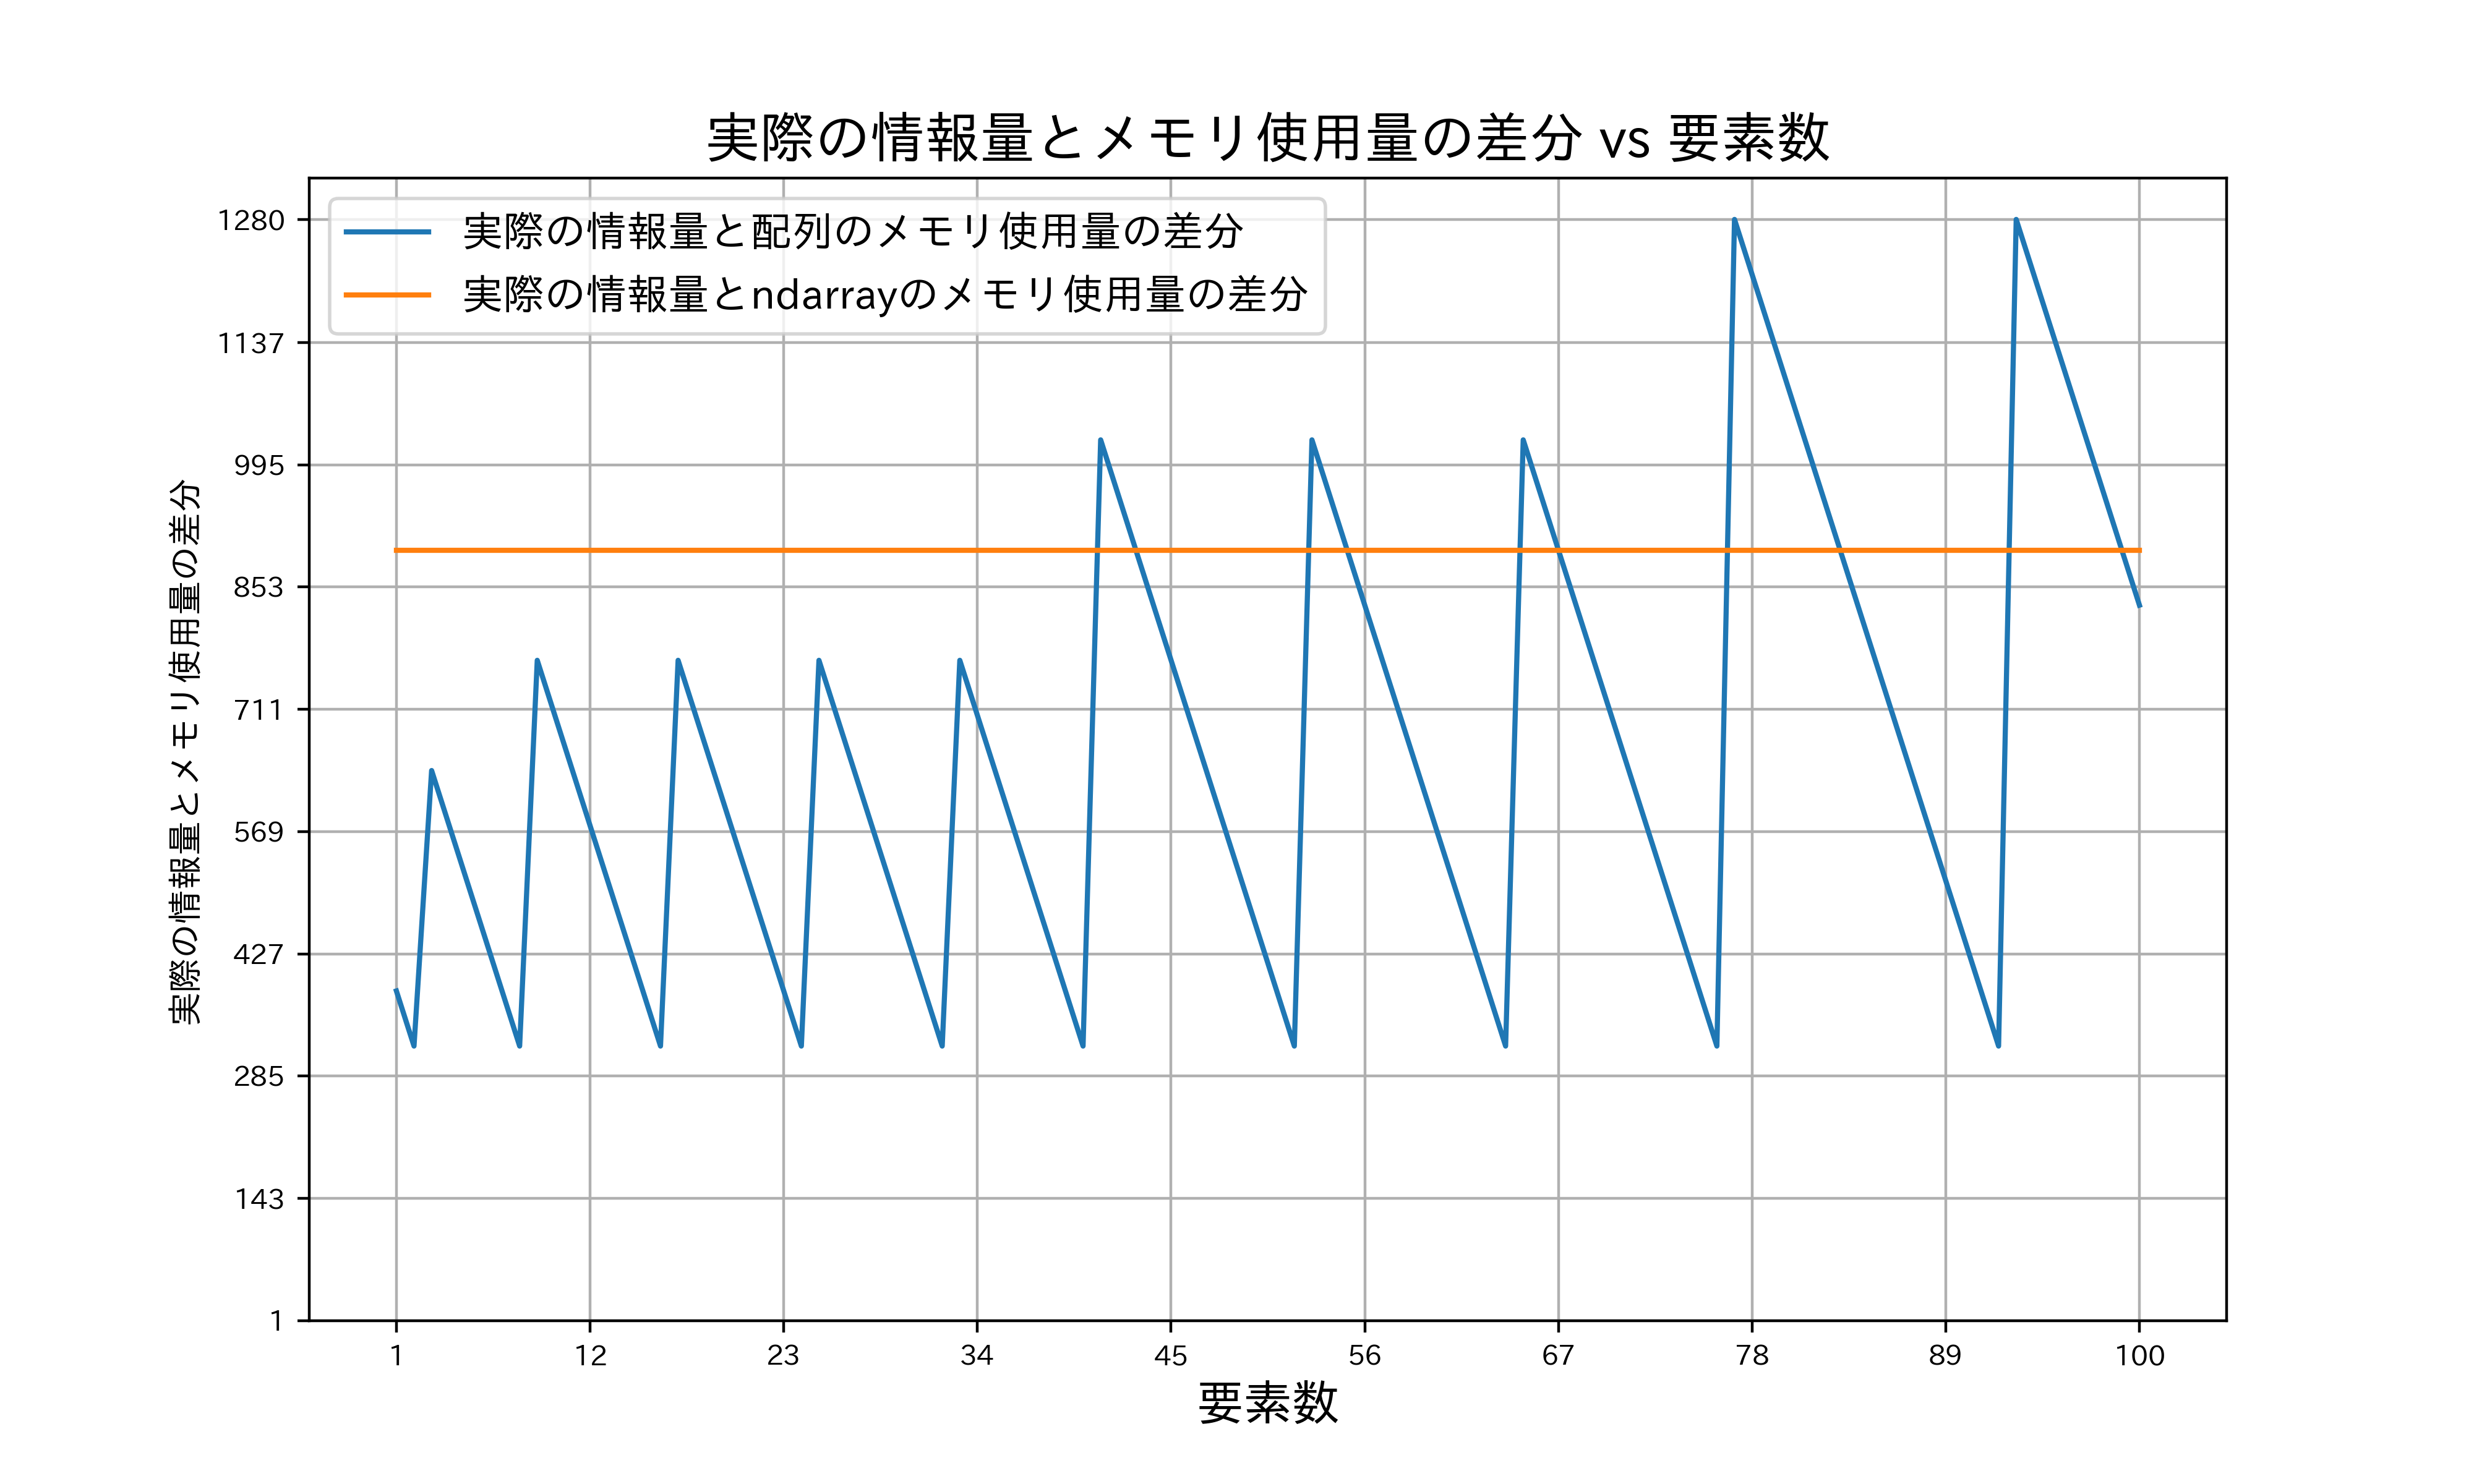 実際の情報量とメモリ使用量の差分 vs 要素数
実際の情報量と配列のメモリ使用量の差分
実際の情報量とndarrayのメモリ使用量の差分
実際の情報量とメモリ使用量の差分
1280
1137
995
853
711
569
427
285
143
1
1 12 23 34 45 56 67 78 89 100
要素数